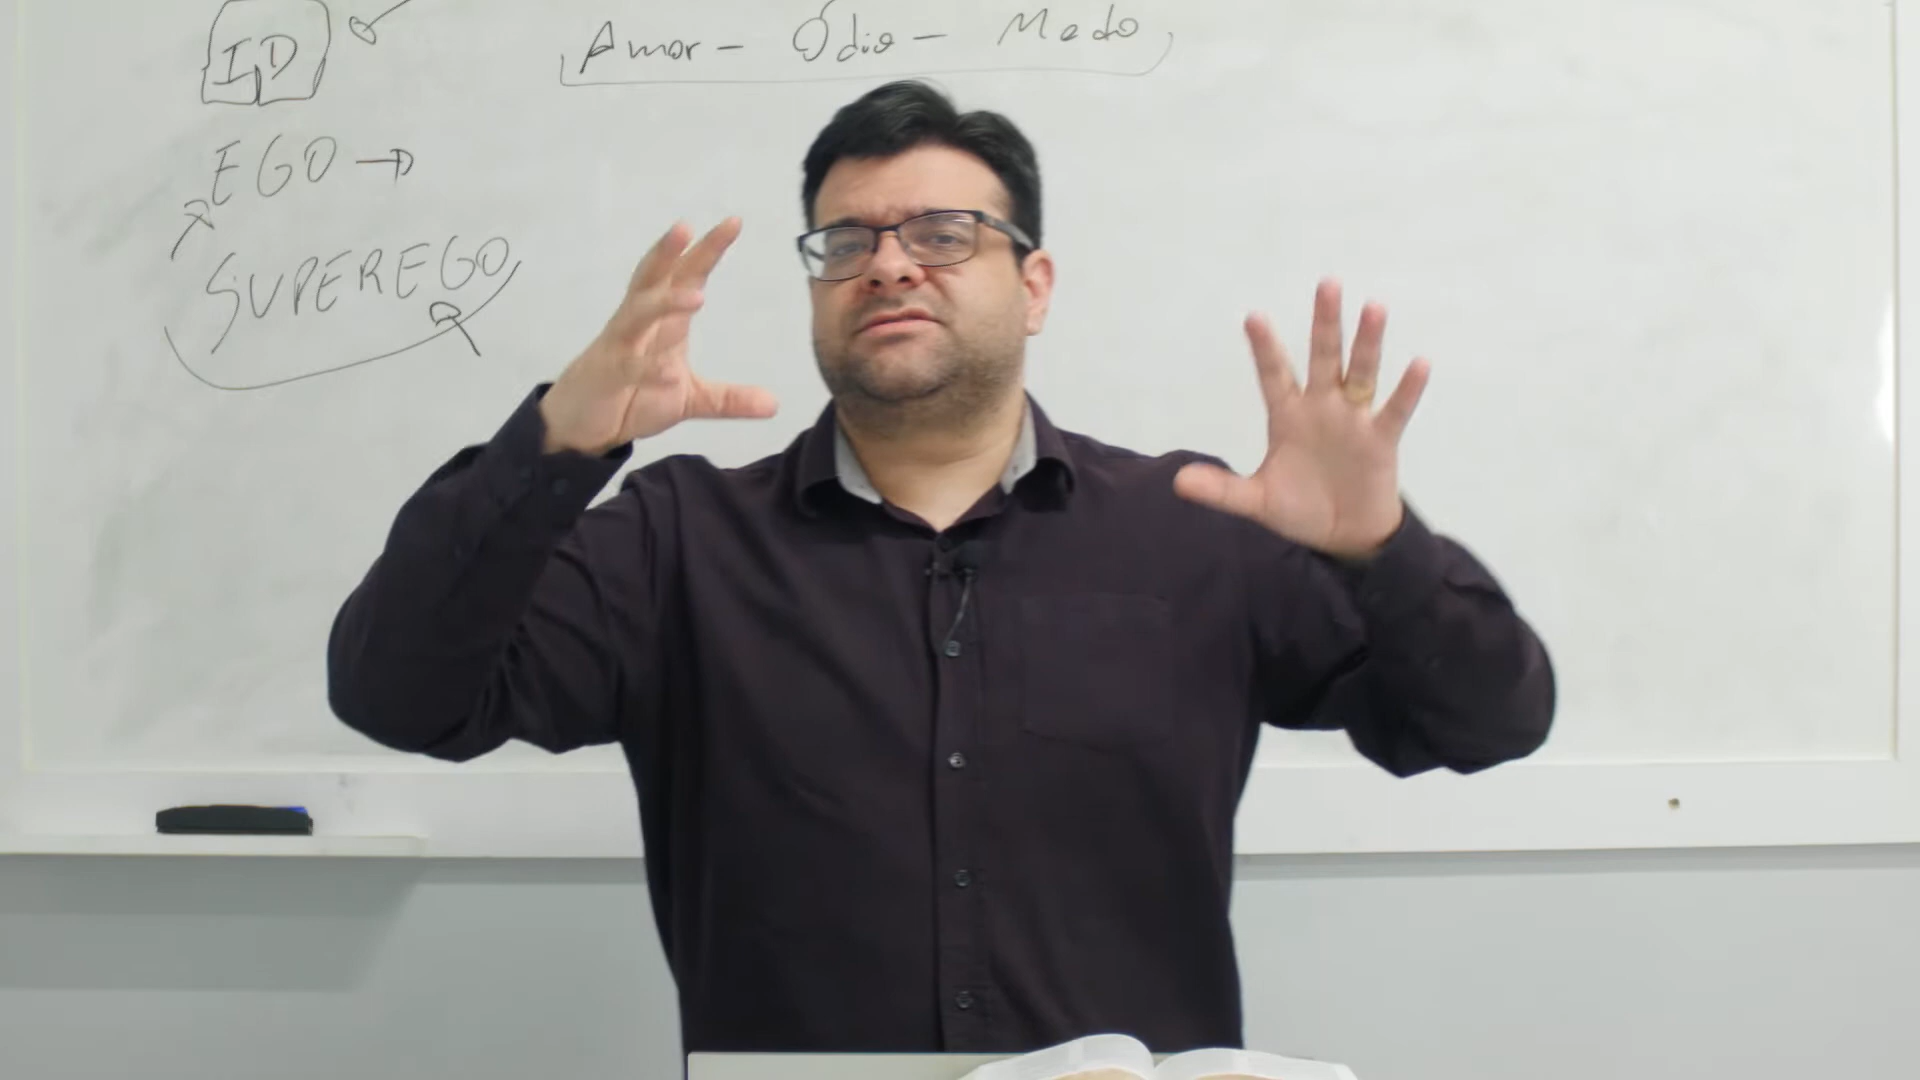 ID
Amor - Ódio - Medo
EGO →
SUPEREGO